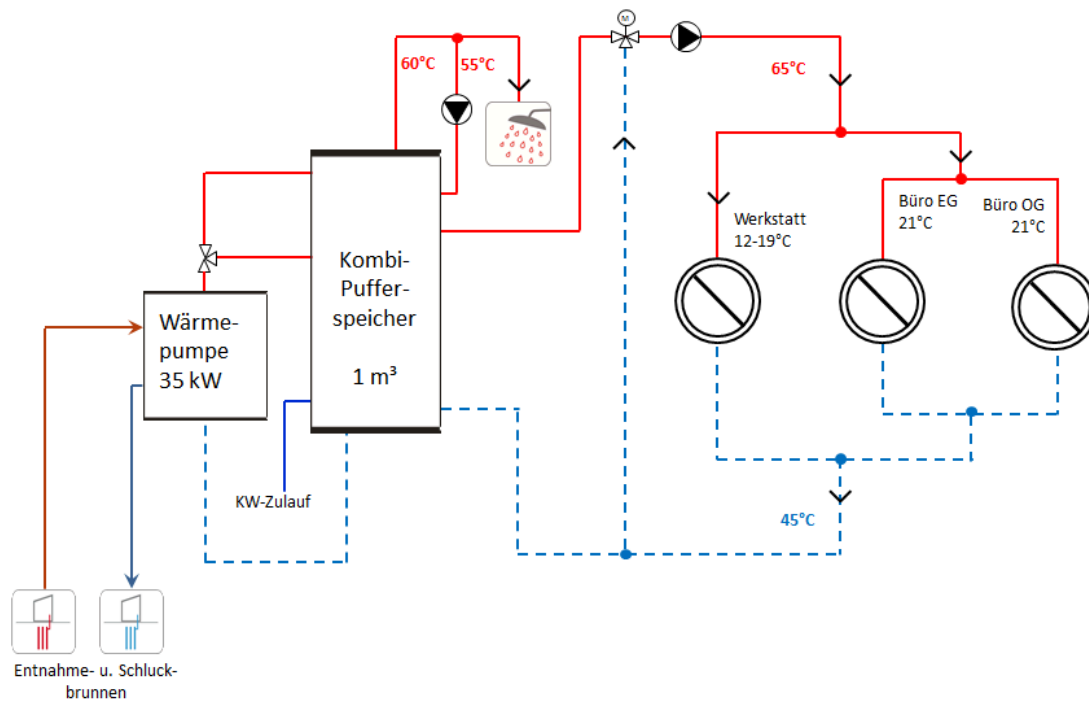 M
60°C
55°C
65°C
Werkstatt
12-19°C
Büro EG
21°C
Büro OG
21°C
Kombi-
Puffer-
speicher
1 m³
Wärme-
pumpe
35 kW
KW-Zulauf
45°C
Entnahme- u. Schluck-
brunnen